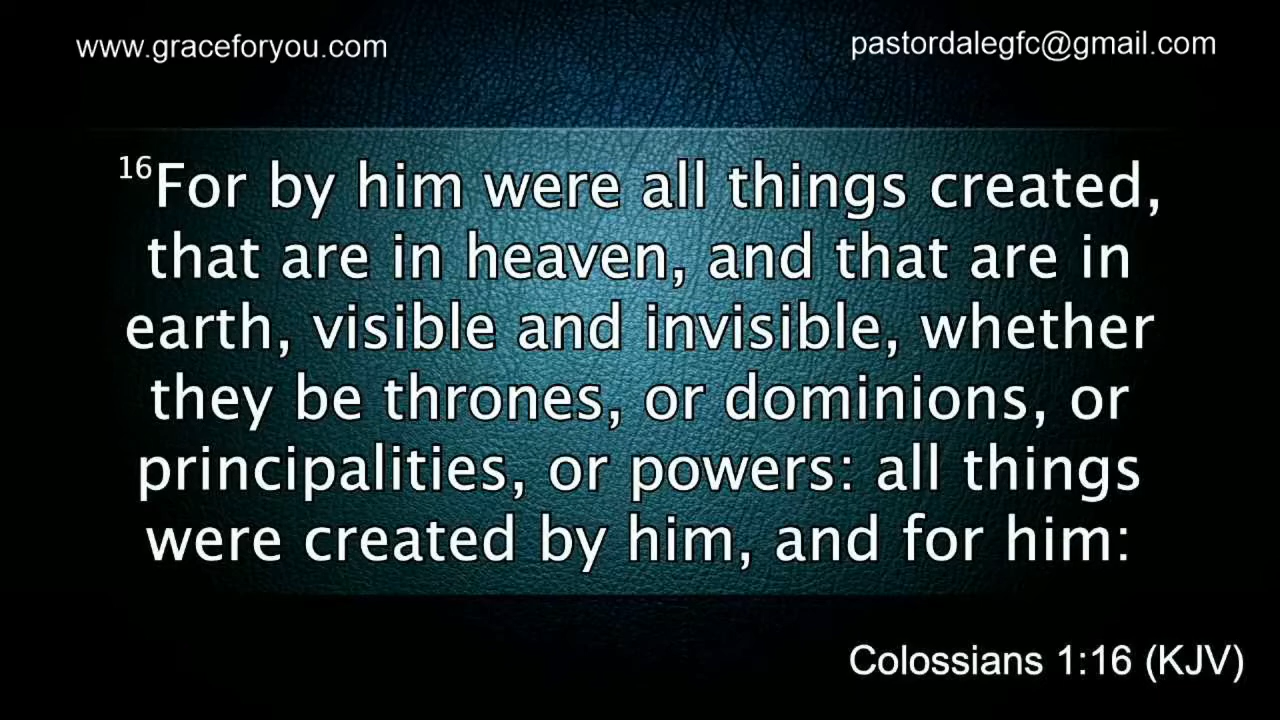 www.graceforyou.com
pastordalegfc@gmail.com
16For by him were all things created,
that are in heaven, and that are in
earth, visible and invisible, whether
they be thrones, or dominions, or
principalities, or powers: all things
were created by him, and for him:
Colossians 1:16 (KJV)